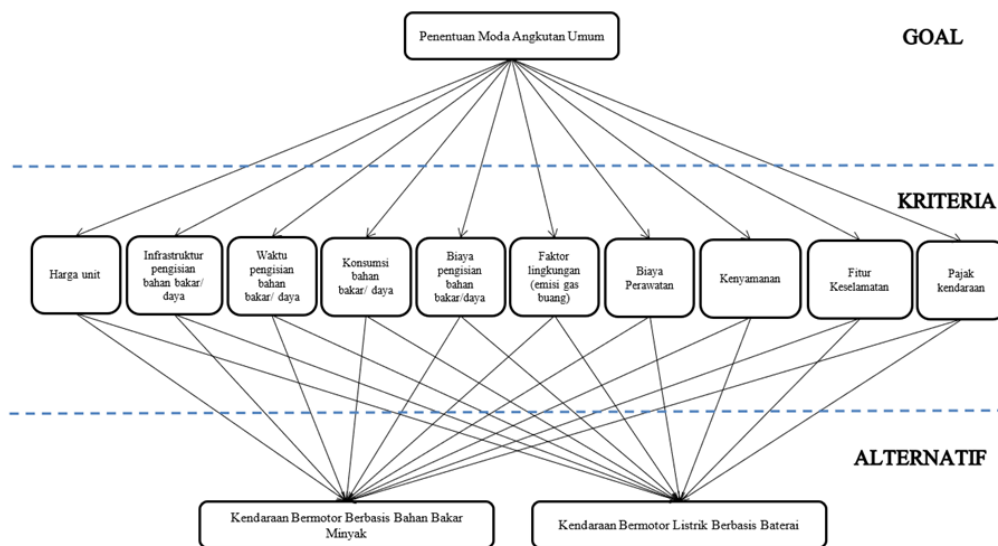 Penentuan Moda Angkutan Umum
GOAL
KRITERIA
Harga unit
Infrastruktur
pengisian
bahan bakar/
daya
Waktu
pengisian
bahan
bakar/ daya
Konsumsi
bahan
bakar/ daya
Biaya
pengisian
bahan
bakar/daya
Faktor
lingkungan
(emisi gas
buang)
Biaya
Perawatan
Kenyamanan
Fitur
Keselamatan
Pajak
kendaraan
ALTERNATIF
Kendaraan Bermotor Berbasis Bahan Bakar
Minyak
Kendaraan Bermotor Listrik Berbasis Baterai